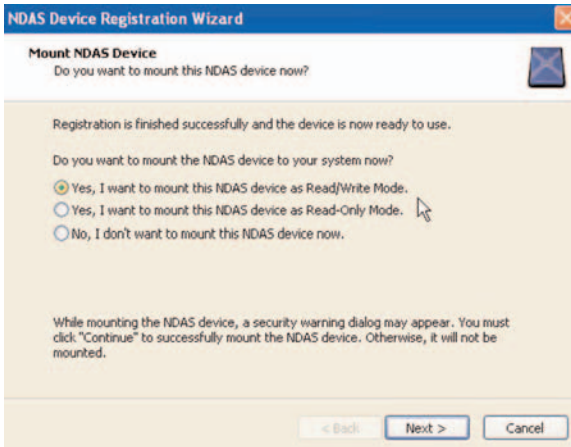 NDAS Device Registration Wizard
Mount NDAS Device
Do you want to mount this NDAS device now?
Registration is finished successfully and the device is now ready to use.
Do you want to mount the NDAS device to your system now?
Yes, I want to mount this NDAS device as Read/Write Mode.
Yes, I want to mount this NDAS device as Read-Only Mode.
No, I don't want to mount this NDAS device now.
While mounting the NDAS device, a security warning dialog may appear. You must
click "Continue" to successfully mount the NDAS device. Otherwise, it will not be
mounted.
< Back Next > Cancel